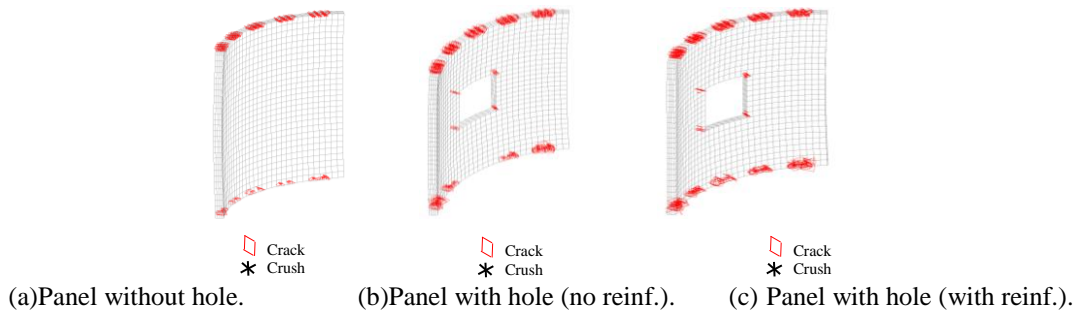 Crack
Crush
Crack
Crush
Crack
Crush
(a)Panel without hole.
(b)Panel with hole (no reinf.).
(c) Panel with hole (with reinf.).